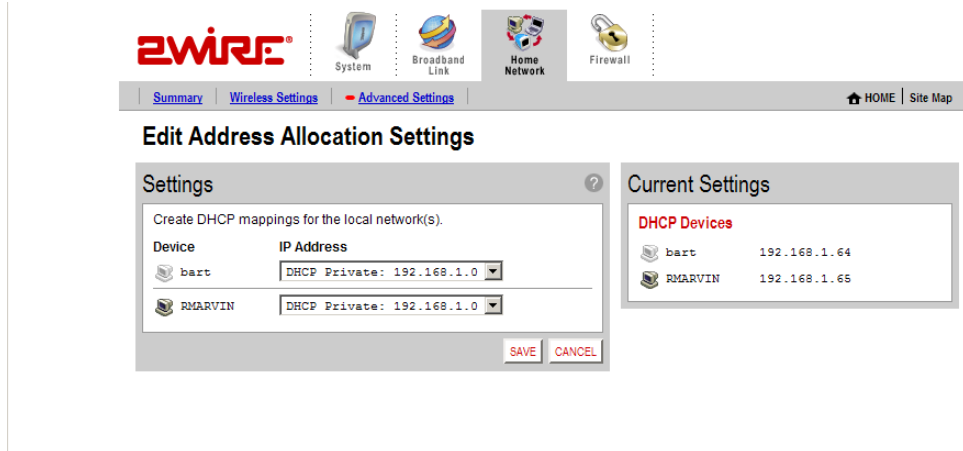 2WIRE®
System
Broadband Link
Home Network
Firewall
Summary | Wireless Settings | Advanced Settings
HOME | Site Map
Edit Address Allocation Settings
Settings ?
Create DHCP mappings for the local network(s).
Device IP Address
bart DHCP Private: 192.168.1.0
RMARVIN DHCP Private: 192.168.1.0
SAVE CANCEL
Current Settings
DHCP Devices
bart 192.168.1.64
RMARVIN 192.168.1.65